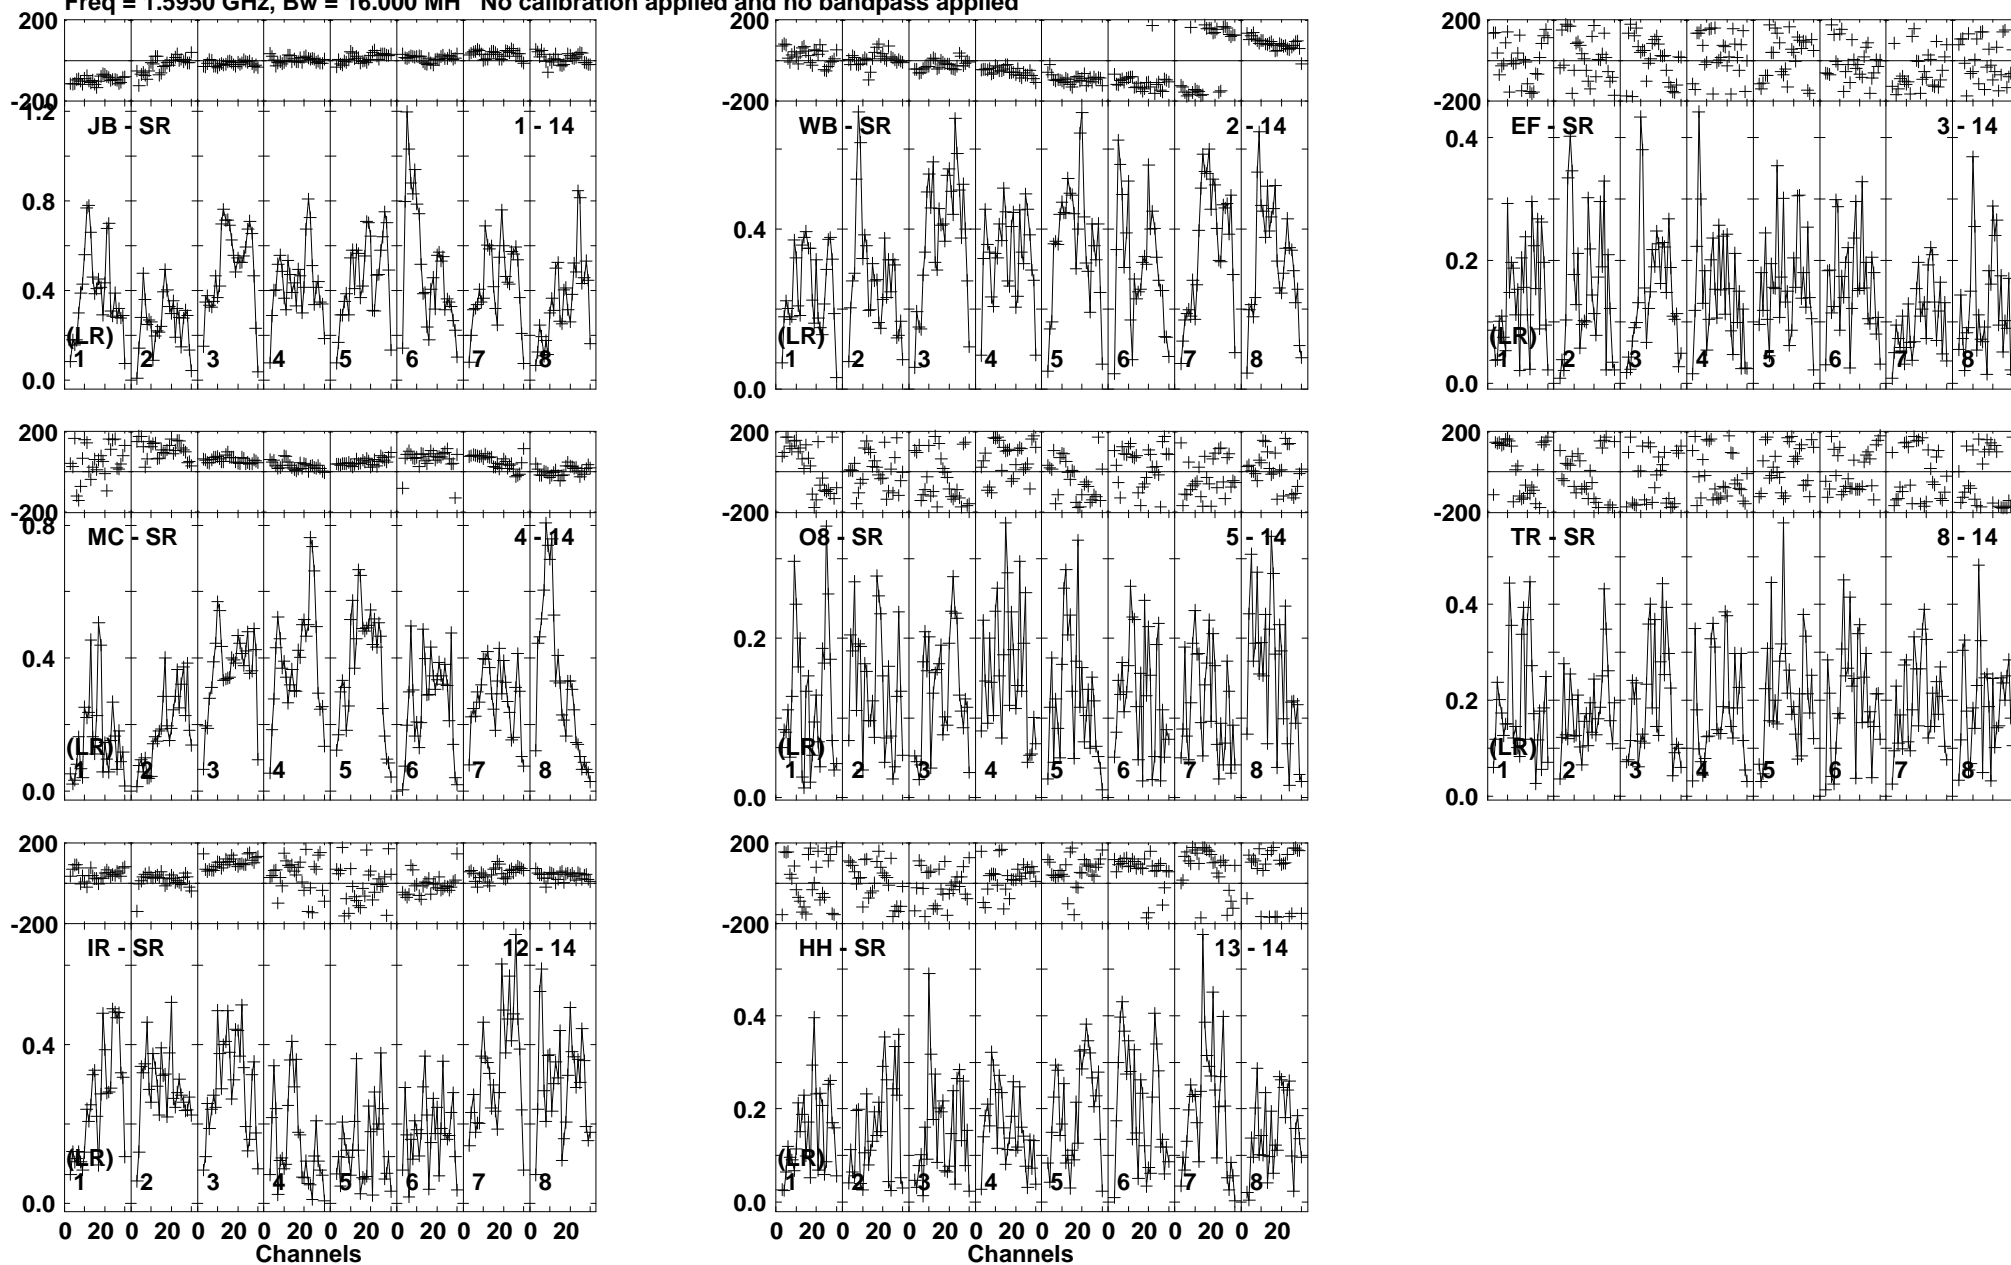 Freq = 1.5950 GHz, Bw = 16.000 MH No calibration applied and no bandpass applied
200 200 200
-200 -200 -200
1.2
JB - SR 1 - 14 WB - SR 2 - 14 EF - SR 3 - 14
0.4
0.8
0.4
0.2
0.4
(LR) (LR) (LR)
1 2 3 4 5 6 7 8 1 2 3 4 5 6 7 8 1 2 3 4 5 6 7 8
0.0 0.0 0.0
200 200 200
-200 -200 -200
0.8
MC - SR 4 - 14 O8 - SR 5 - 14 TR - SR 8 - 14
0.4
0.2
0.4
0.2
(LR) (LR) (LR)
1 2 3 4 5 6 7 8 1 2 3 4 5 6 7 8 1 2 3 4 5 6 7 8
0.0 0.0 0.0
200 200
-200 -200
IR - SR 12 - 14 HH - SR 13 - 14
0.4
0.4
0.2
(LR) (LR)
1 2 3 4 5 6 7 8 1 2 3 4 5 6 7 8
0.0 0.0
0 20 0 20 0 20 0 20 0 20 0 20 0 20 0 20 0 20 0 20 0 20 0 20 0 20 0 20 0 20 0 20
Channels Channels